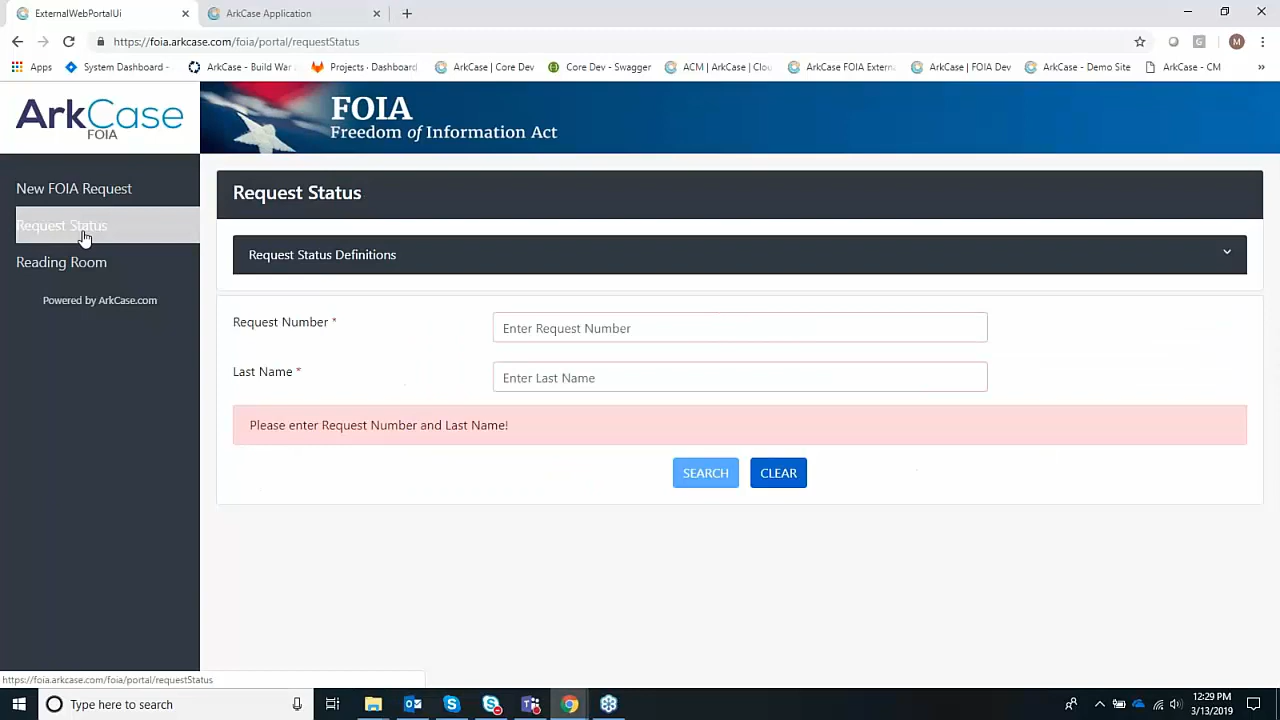 ExternalWebPortalUi
ArkCase Application
https://foia.arkcase.com/foia/portal/requestStatus
G
M
Apps
System Dashboard -
ArkCase - Build War
Projects · Dashboard
ArkCase | Core Dev
Core Dev - Swagger
ACM | ArkCase | Clou
ArkCase FOIA Extern
ArkCase | FOIA Dev
ArkCase - Demo Site
ArkCase - CM
»
ArkCase
FOIA
FOIA
Freedom of Information Act
New FOIA Request
Request Status
Reading Room
Powered by ArkCase.com
Request Status
Request Status Definitions
Request Number *
Enter Request Number
Last Name *
Enter Last Name
Please enter Request Number and Last Name!
SEARCH
CLEAR
https://foia.arkcase.com/foia/portal/requestStatus
Type here to search
12:29 PM
3/13/2019